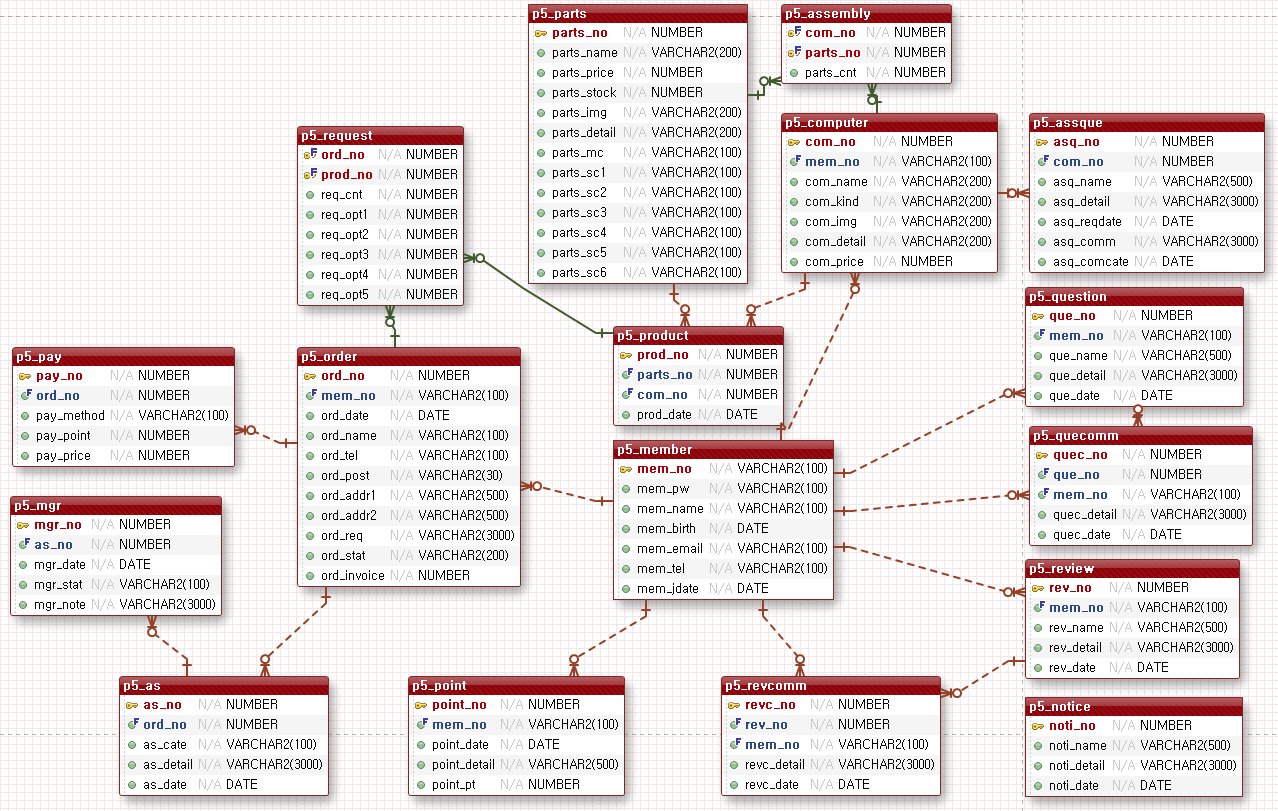 p5_parts
parts_no N/A NUMBER
parts_name N/A VARCHAR2(200)
parts_price N/A NUMBER
parts_stock N/A NUMBER
parts_img N/A VARCHAR2(200)
parts_detail N/A VARCHAR2(200)
parts_mc N/A VARCHAR2(100)
parts_sc1 N/A VARCHAR2(100)
parts_sc2 N/A VARCHAR2(100)
parts_sc3 N/A VARCHAR2(100)
parts_sc4 N/A VARCHAR2(100)
parts_sc5 N/A VARCHAR2(100)
parts_sc6 N/A VARCHAR2(100)
p5_assembly
com_no N/A NUMBER
parts_no N/A NUMBER
parts_cnt N/A NUMBER
p5_computer
com_no N/A NUMBER
mem_no N/A VARCHAR2(100)
com_name N/A VARCHAR2(200)
com_kind N/A VARCHAR2(200)
com_img N/A VARCHAR2(200)
com_detail N/A VARCHAR2(200)
com_price N/A NUMBER
p5_assque
asq_no N/A NUMBER
com_no N/A NUMBER
asq_name N/A VARCHAR2(500)
asq_detail N/A VARCHAR2(3000)
asq_reqdate N/A DATE
asq_comm N/A VARCHAR2(3000)
asq_comcate N/A DATE
p5_request
ord_no N/A NUMBER
prod_no N/A NUMBER
req_cnt N/A NUMBER
req_opt1 N/A NUMBER
req_opt2 N/A NUMBER
req_opt3 N/A NUMBER
req_opt4 N/A NUMBER
req_opt5 N/A NUMBER
p5_question
que_no N/A NUMBER
mem_no N/A VARCHAR2(100)
que_name N/A VARCHAR2(500)
que_detail N/A VARCHAR2(3000)
que_date N/A DATE
p5_product
prod_no N/A NUMBER
parts_no N/A NUMBER
com_no N/A NUMBER
prod_date N/A DATE
p5_pay
pay_no N/A NUMBER
ord_no N/A NUMBER
pay_method N/A VARCHAR2(100)
pay_point N/A NUMBER
pay_price N/A NUMBER
p5_order
ord_no N/A NUMBER
mem_no N/A VARCHAR2(100)
ord_date N/A DATE
ord_name N/A VARCHAR2(100)
ord_tel N/A VARCHAR2(100)
ord_post N/A VARCHAR2(30)
ord_addr1 N/A VARCHAR2(500)
ord_addr2 N/A VARCHAR2(500)
ord_req N/A VARCHAR2(3000)
ord_stat N/A VARCHAR2(200)
ord_invoice N/A NUMBER
p5_member
mem_no N/A VARCHAR2(100)
mem_pw N/A VARCHAR2(100)
mem_name N/A VARCHAR2(100)
mem_birth N/A DATE
mem_email N/A VARCHAR2(100)
mem_tel N/A VARCHAR2(100)
mem_jdate N/A DATE
p5_quecomm
quec_no N/A NUMBER
que_no N/A NUMBER
mem_no N/A VARCHAR2(100)
quec_detail N/A VARCHAR2(3000)
quec_date N/A DATE
p5_mgr
mgr_no N/A NUMBER
as_no N/A NUMBER
mgr_date N/A DATE
mgr_stat N/A VARCHAR2(100)
mgr_note N/A VARCHAR2(3000)
p5_review
rev_no N/A NUMBER
mem_no N/A VARCHAR2(100)
rev_name N/A VARCHAR2(500)
rev_detail N/A VARCHAR2(3000)
rev_date N/A DATE
p5_as
as_no N/A NUMBER
ord_no N/A NUMBER
as_cate N/A VARCHAR2(100)
as_detail N/A VARCHAR2(3000)
as_date N/A DATE
p5_point
point_no N/A NUMBER
mem_no N/A VARCHAR2(100)
point_date N/A DATE
point_detail N/A VARCHAR2(500)
point_pt N/A NUMBER
p5_revcomm
revc_no N/A NUMBER
rev_no N/A NUMBER
mem_no N/A VARCHAR2(100)
revc_detail N/A VARCHAR2(3000)
revc_date N/A DATE
p5_notice
noti_no N/A NUMBER
noti_name N/A VARCHAR2(500)
noti_detail N/A VARCHAR2(3000)
noti_date N/A DATE